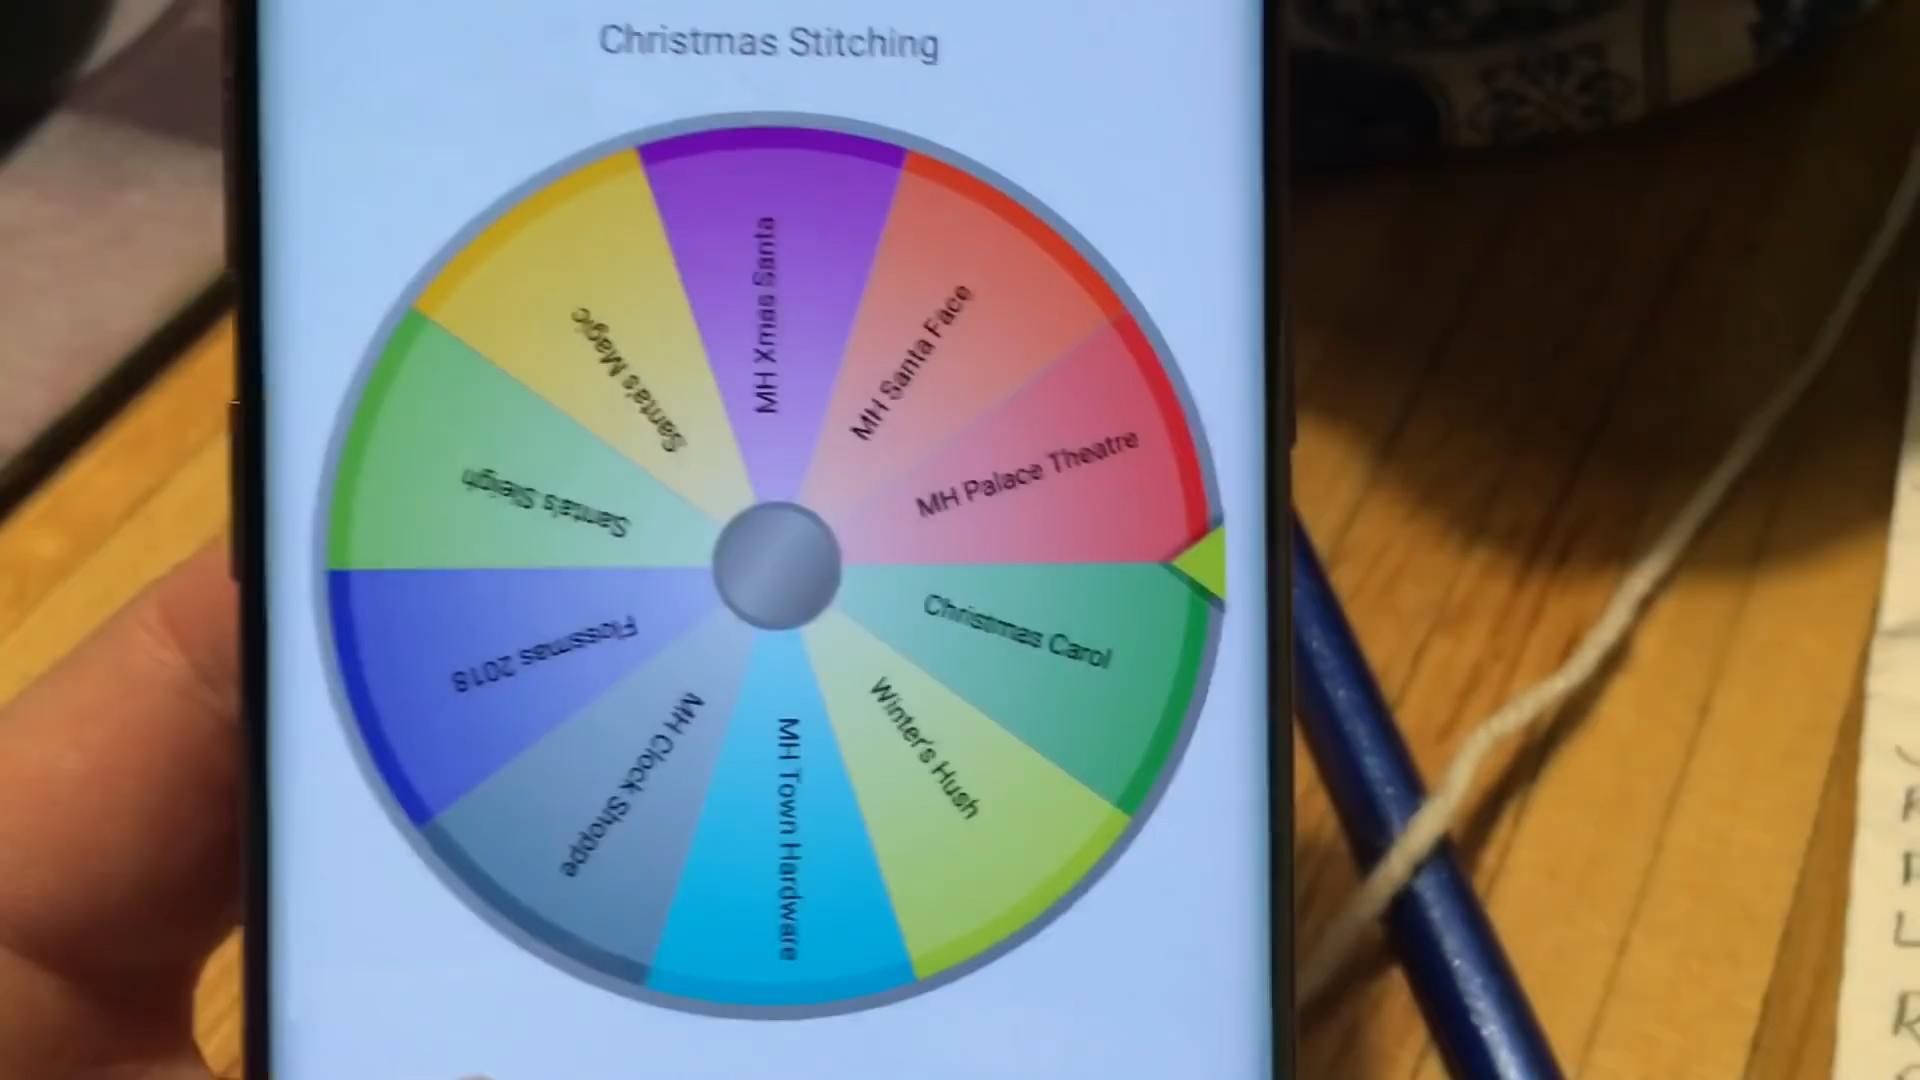 Christmas Stitching
MH Xmas Santa
MH Santa Face
MH Palace Theatre
Christmas Carol
Winter's Hush
MH Town Hardware
MH Clock Shoppe
Flossmas 2018
Santa's Sleigh
Santa's Magic